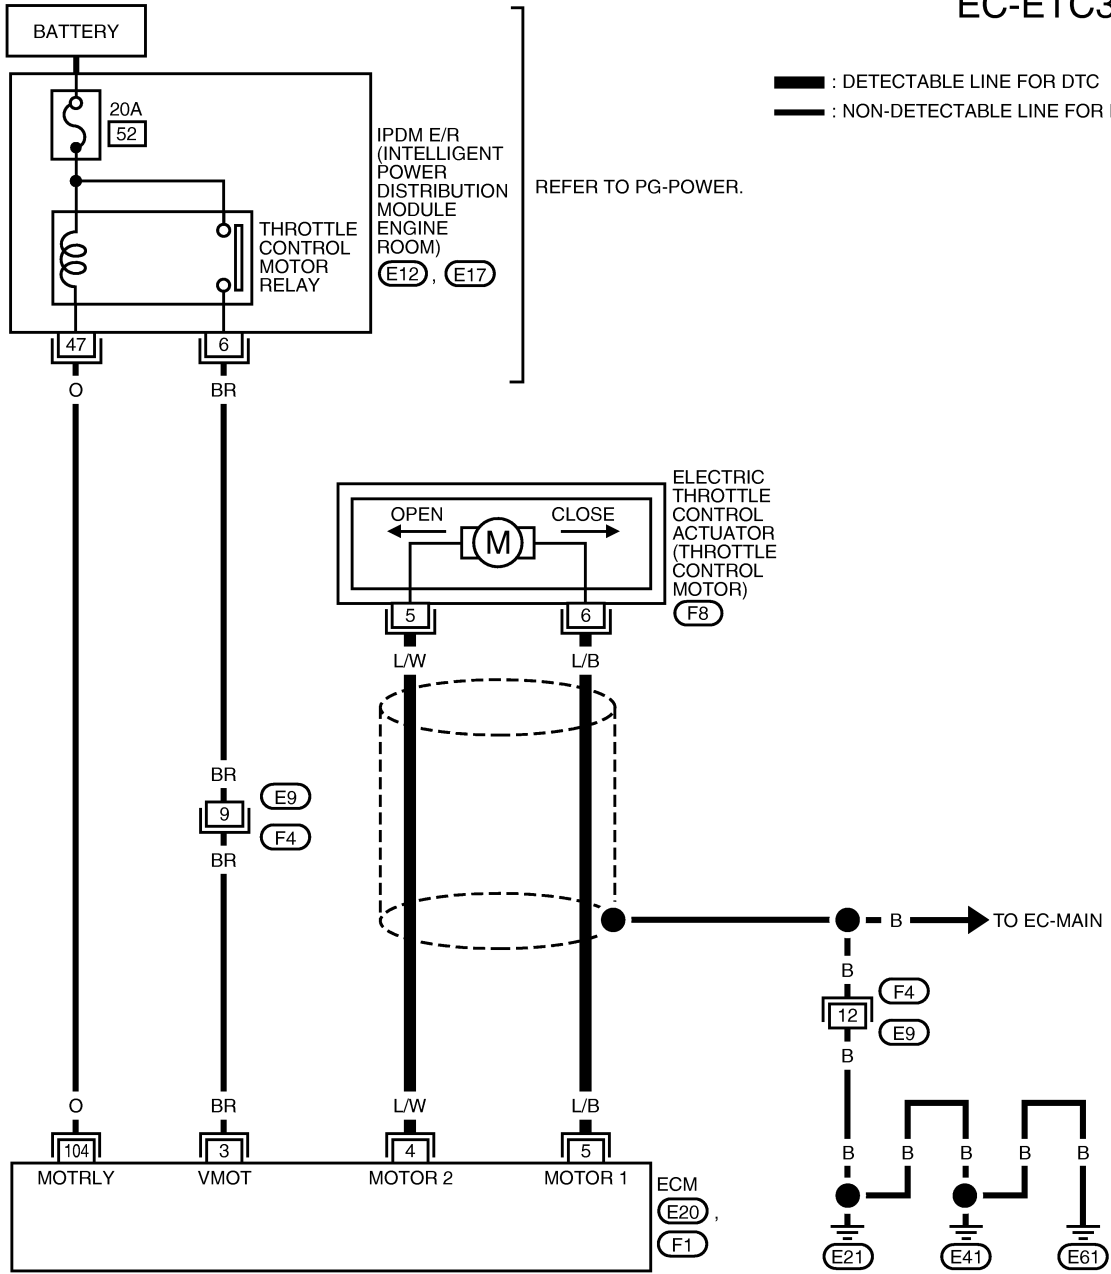 EC-ETC3
BATTERY
: DETECTABLE LINE FOR DTC
: NON-DETECTABLE LINE FOR
20A
52
IPDM E/R
(INTELLIGENT
POWER
DISTRIBUTION
MODULE
ENGINE
ROOM)
E12 , E17
REFER TO PG-POWER.
THROTTLE
CONTROL
MOTOR
RELAY
47 6
O BR
ELECTRIC
THROTTLE
CONTROL
ACTUATOR
(THROTTLE
CONTROL
MOTOR)
F8
OPEN CLOSE
M
5 6
L/W L/B
BR
9
E9
F4
BR
B TO EC-MAIN
B
12
F4
E9
B
O BR L/W L/B
104 3 4 5
MOTRLY VMOT MOTOR 2 MOTOR 1
ECM
E20 ,
F1
B B B B B
E21 E41 E61